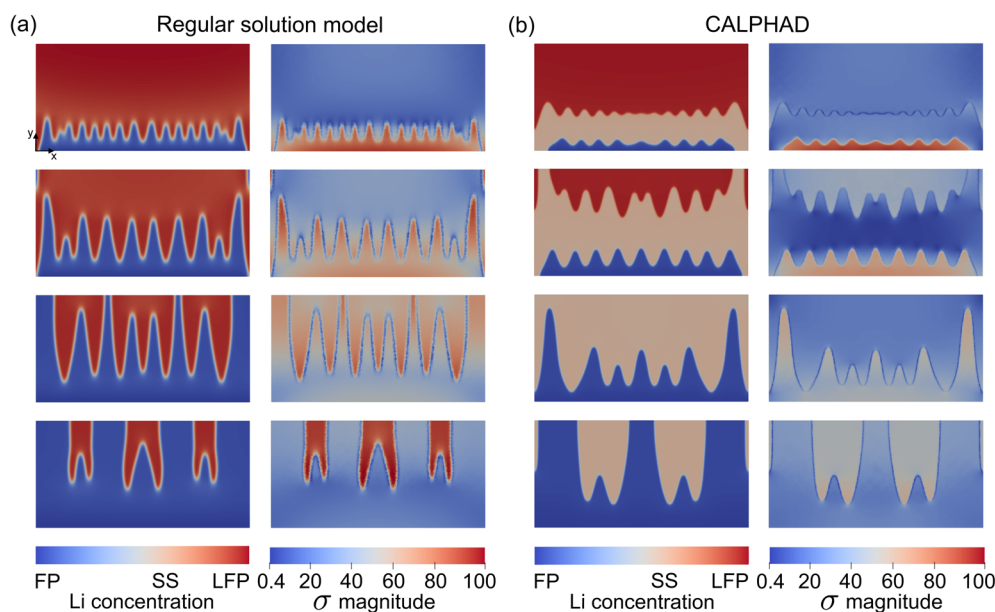 (a) Regular solution model (b) CALPHAD
y
x
FP SS LFP 0.4 20 40 60 80 100 FP SS LFP 0.4 20 40 60 80 100
Li concentration σ magnitude Li concentration σ magnitude